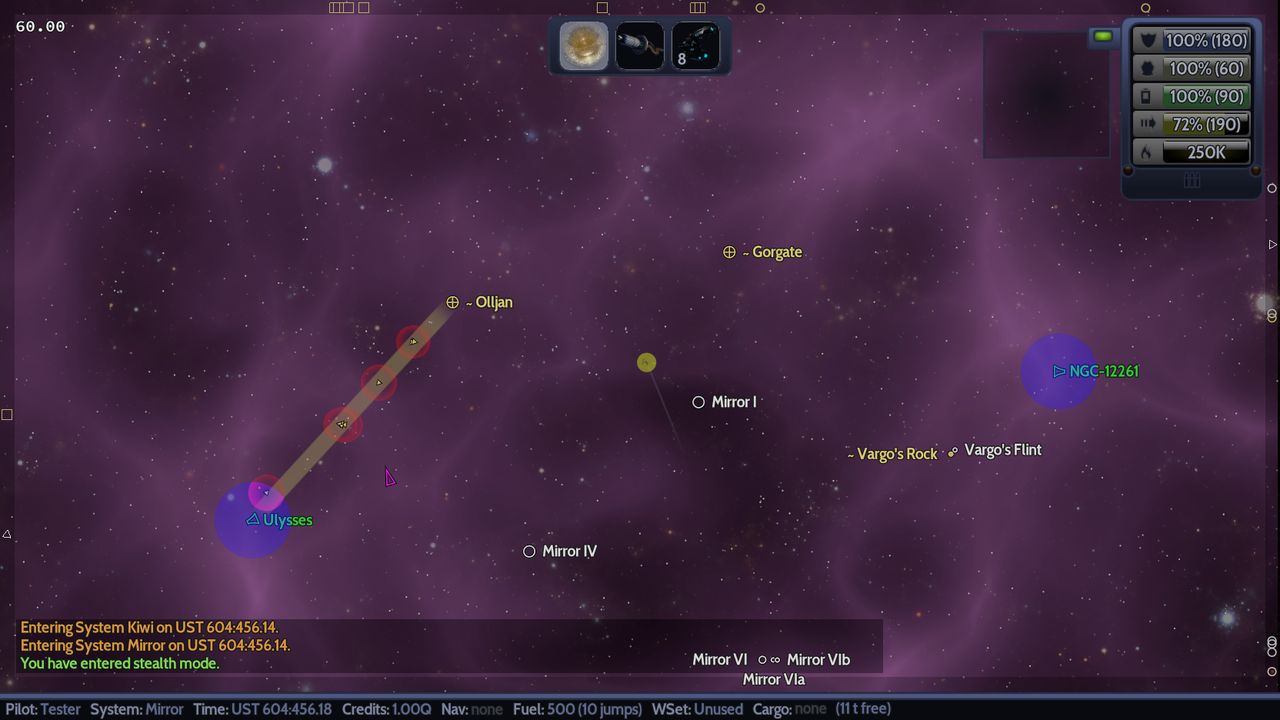 60.00
8
100% (180)
100% (60)
100% (90)
72% (190)
250K
~ Gorgate
~ Olljan
NGC-12261
Mirror I
~ Vargo's Rock
Vargo's Flint
Ulysses
Mirror IV
Entering System Kiwi on UST 604:456.14.
Entering System Mirror on UST 604:456.14.
You have entered stealth mode.
Mirror VI
Mirror VIb
Mirror VIa
Pilot: Tester System: Mirror Time: UST 604:456.18 Credits: 1.00Q Nav: none Fuel: 500 (10 jumps) WSet: Unused Cargo: none (11 t free)